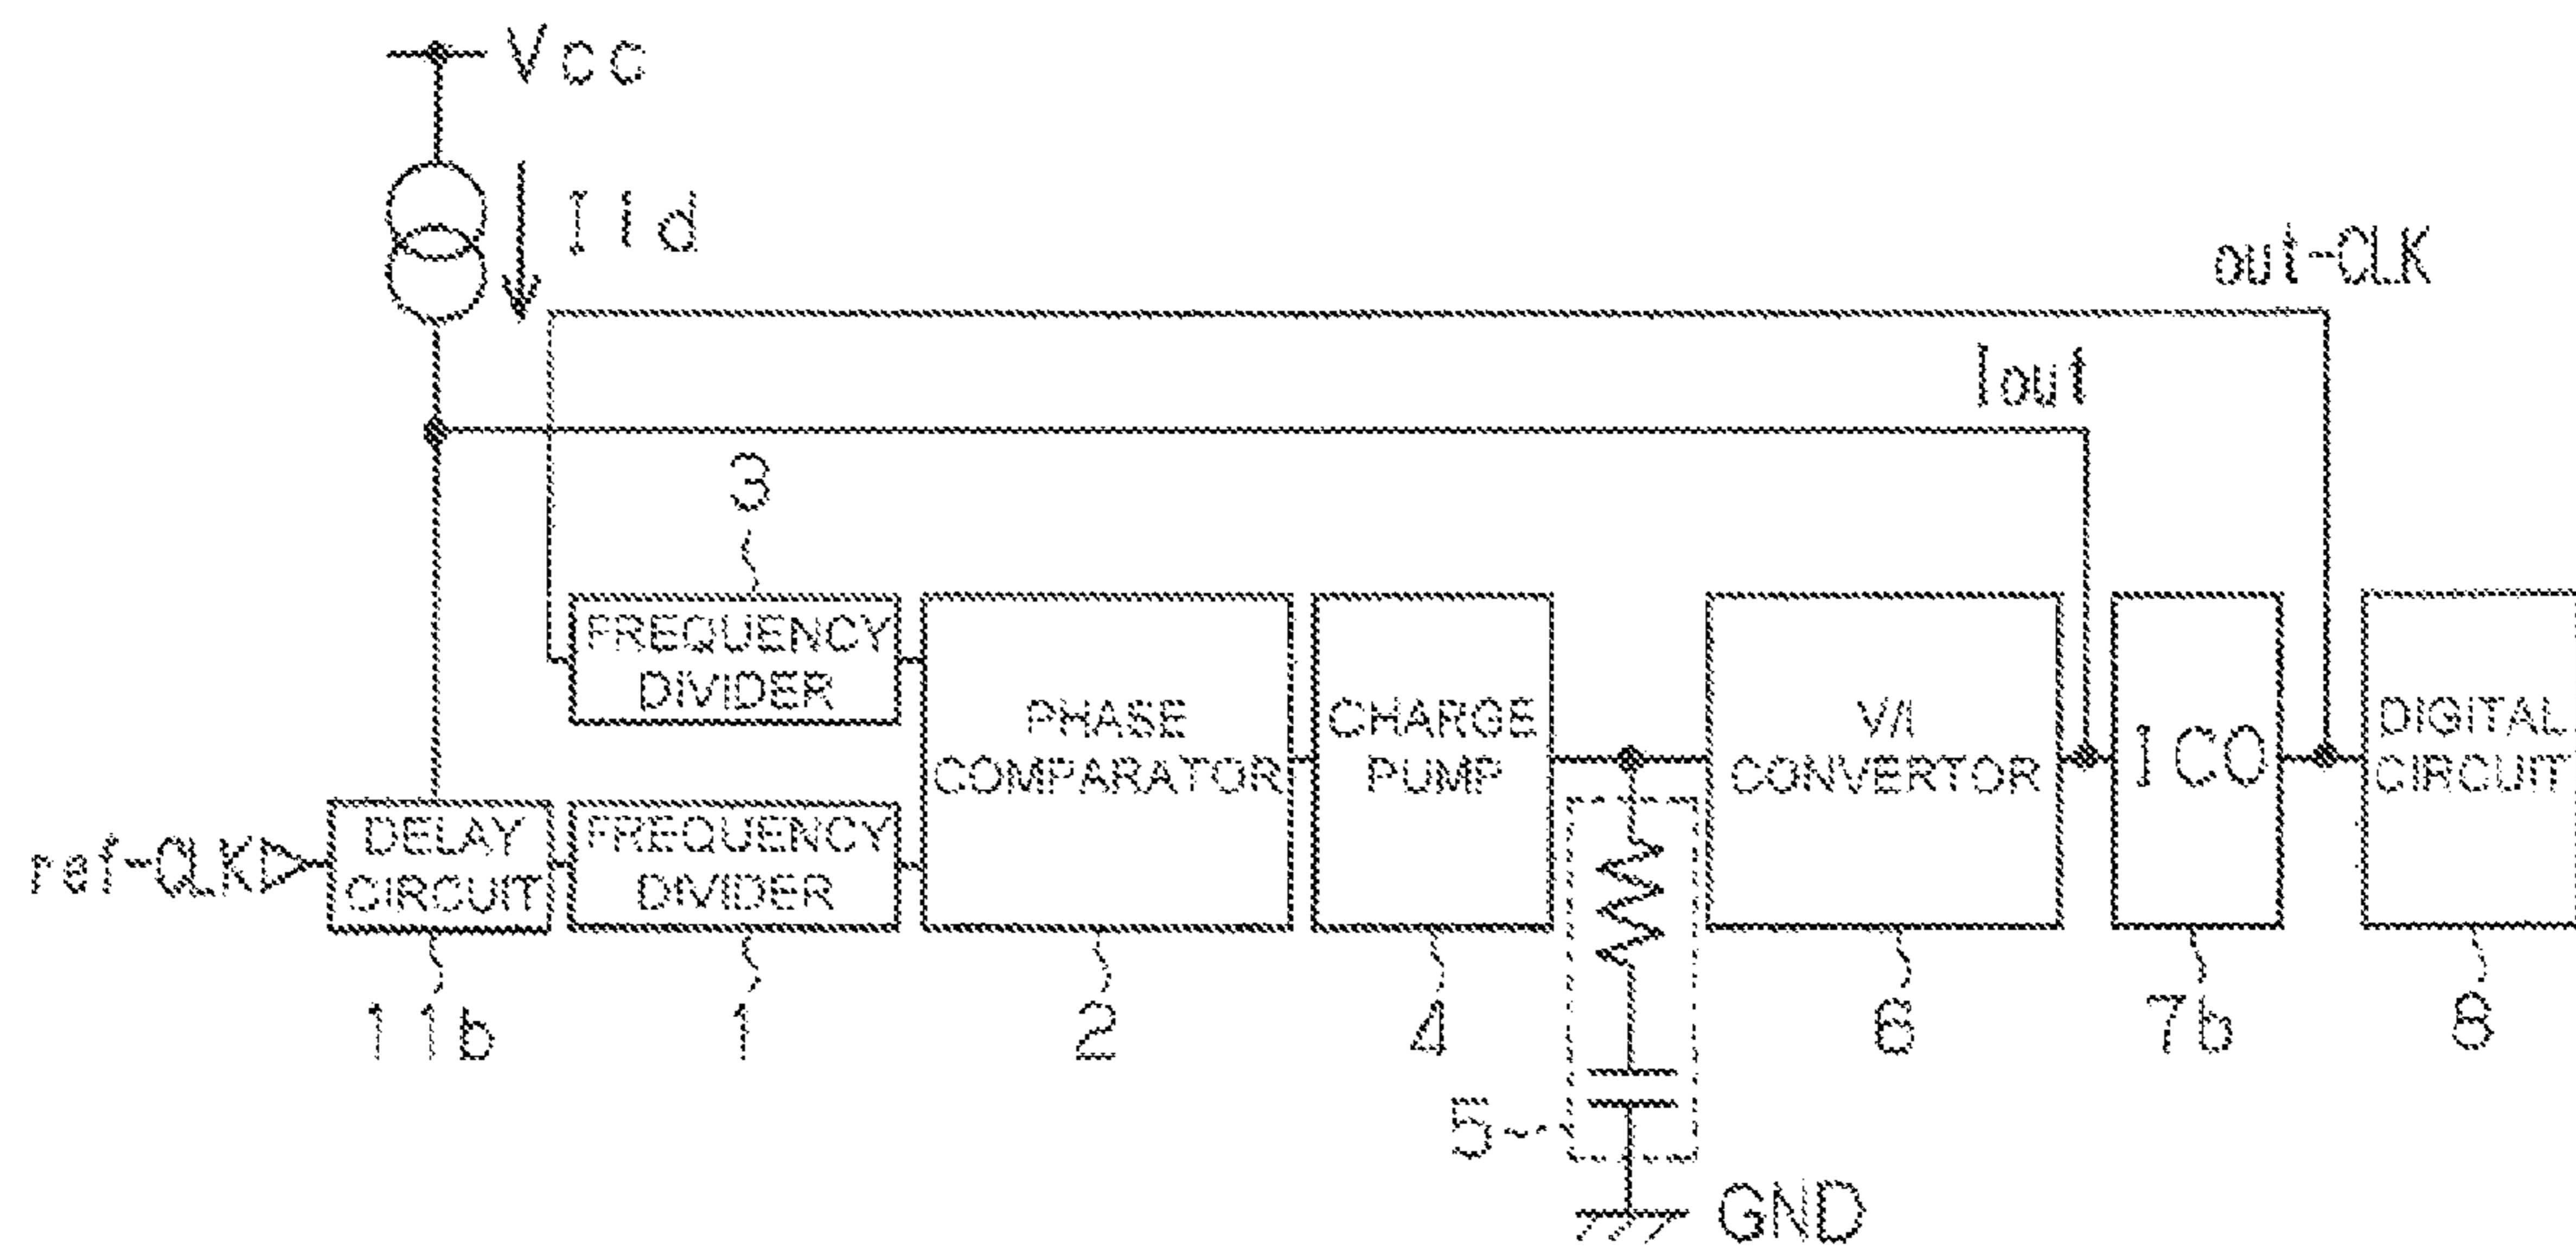 Vcc
I1d
out-CLK
Iout
3
FREQUENCY
DIVIDER
PHASE
COMPARATOR
CHARGE
PUMP
V/I
CONVERTOR
ICO
DIGITAL
CIRCUIT
ref-CLK
DELAY
CIRCUIT
FREQUENCY
DIVIDER
11b
1
2
4
6
7b
8
5
GND